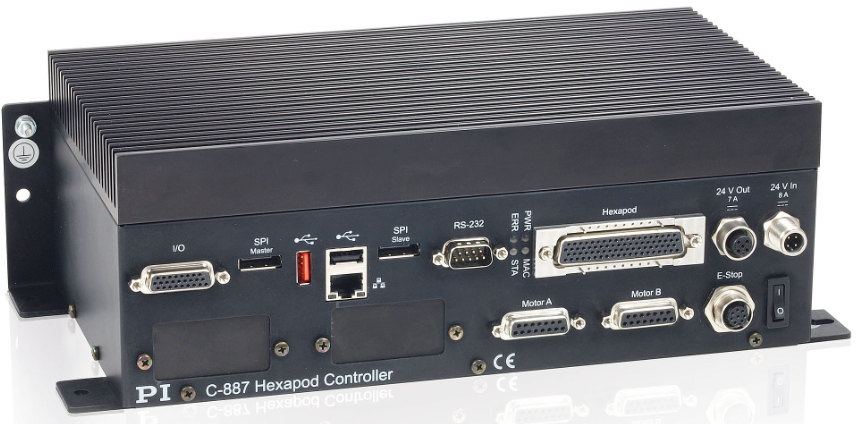 I/O
SPI
Master
SPI
Slave
RS-232
ERR
PWR
STA
MAC
Hexapod
24 V Out
7 A
24 V In
8 A
Motor A
Motor B
E-Stop
I
O
CE
PI C-887 Hexapod Controller